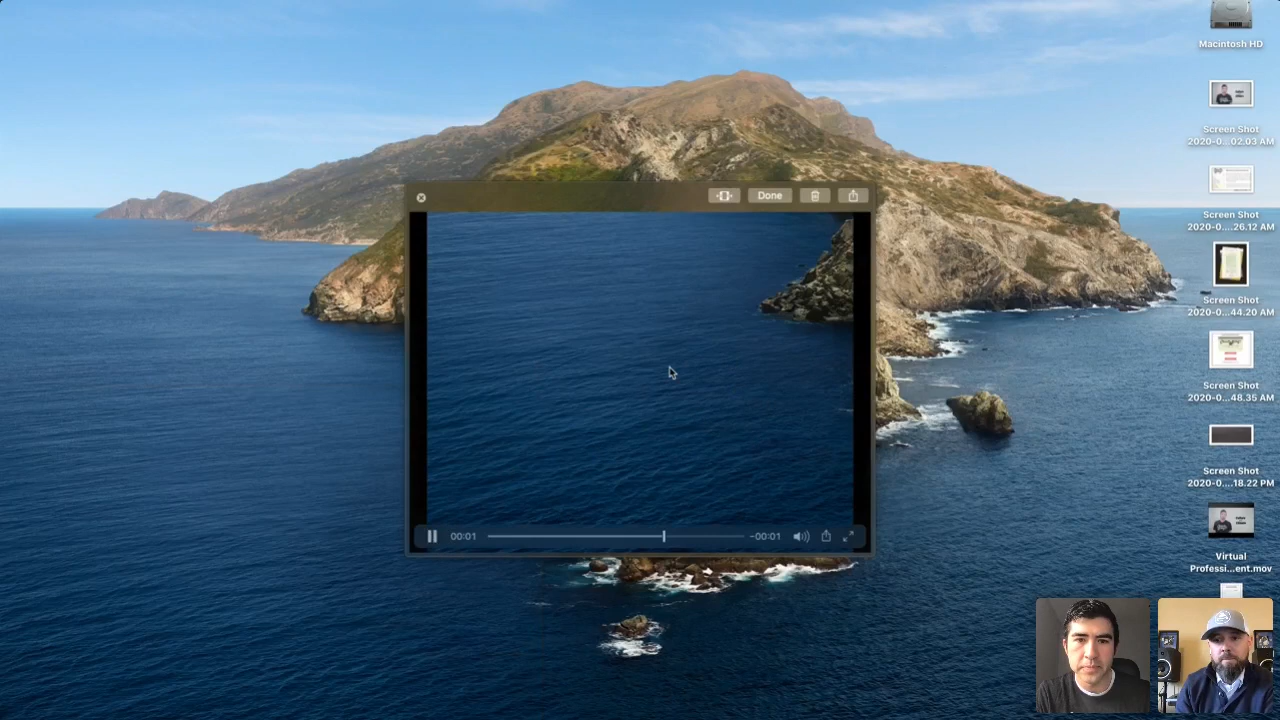 Macintosh HD
Screen Shot
2020-0... 02.03 AM
Screen Shot
2020-0....26.12 AM
Done
Screen Shot
2020-0...44.20 AM
Screen Shot
2020-0...48.35 AM
Screen Shot
2020-0....18.22 PM
00:01
-00:01
Virtual
Professi...ent.mov